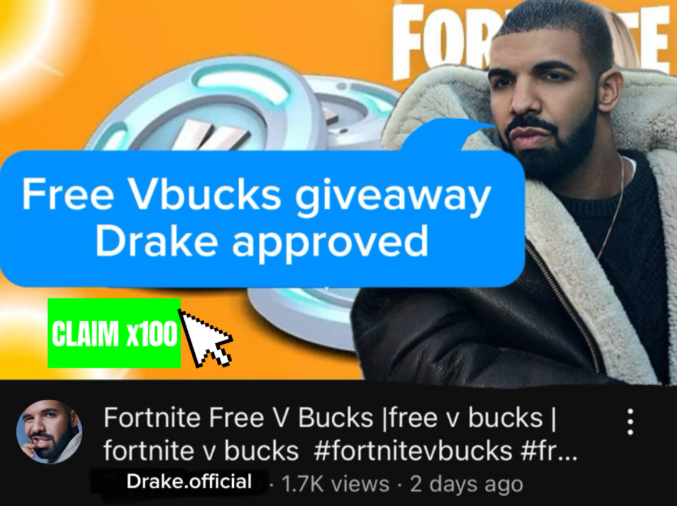 FORTNITE
Free Vbucks giveaway
Drake approved
CLAIM x100
Fortnite Free V Bucks |free v bucks |
fortnite v bucks #fortnitevbucks #fr...
Drake.official · 1.7K views · 2 days ago